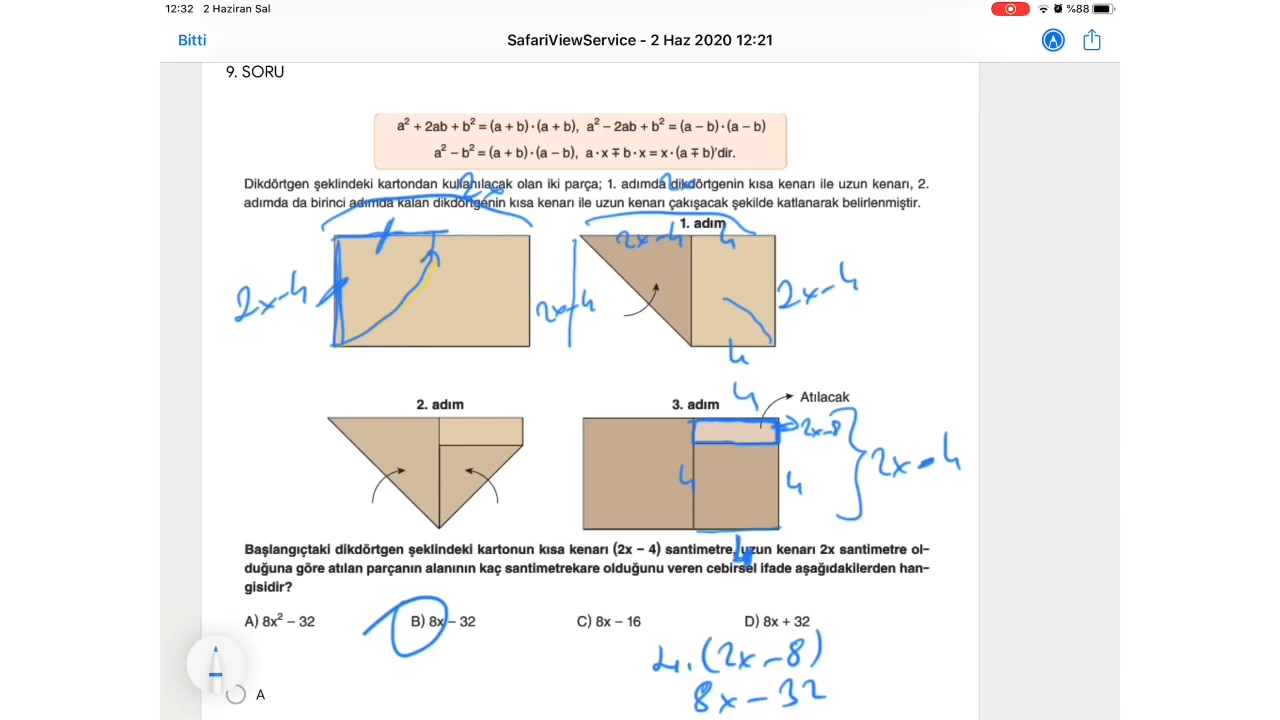 12:32 2 Haziran Sal %88
Bitti SafariViewService - 2 Haz 2020 12:21
9. SORU
a² + 2ab + b² = (a + b)·(a + b), a² − 2ab + b² = (a − b)·(a − b)
a² − b² = (a + b)·(a − b), a·x ∓ b·x = x·(a ∓ b)'dir.
Dikdörtgen şeklindeki kartondan kullanılacak olan iki parça; 1. adımda dikdörtgenin kısa kenarı ile uzun kenarı, 2.
adımda da birinci adımda kalan dikdörtgenin kısa kenarı ile uzun kenarı çakışacak şekilde katlanarak belirlenmiştir.
2x
2x
1. adım
2x-4 4
2x-4
2x-4
2x-4
4
2. adım
3. adım
4
Atılacak
2x-8
2x-4
4
4
4
Başlangıçtaki dikdörtgen şeklindeki kartonun kısa kenarı (2x − 4) santimetre, uzun kenarı 2x santimetre ol-
duğuna göre atılan parçanın alanının kaç santimetrekare olduğunu veren cebirsel ifade aşağıdakilerden han-
gisidir?
A) 8x² − 32 B) 8x − 32 C) 8x − 16 D) 8x + 32
4.(2x-8)
8x-32
A